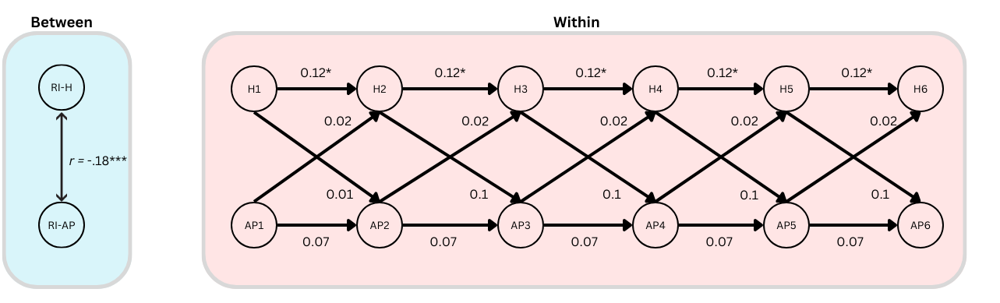 Between
Within
RI-H
r = -.18***
RI-AP
0.12* 0.12* 0.12* 0.12* 0.12*
H1 H2 H3 H4 H5 H6
0.02 0.02 0.02 0.02 0.02
0.01 0.1 0.1 0.1 0.1
AP1 AP2 AP3 AP4 AP5 AP6
0.07 0.07 0.07 0.07 0.07